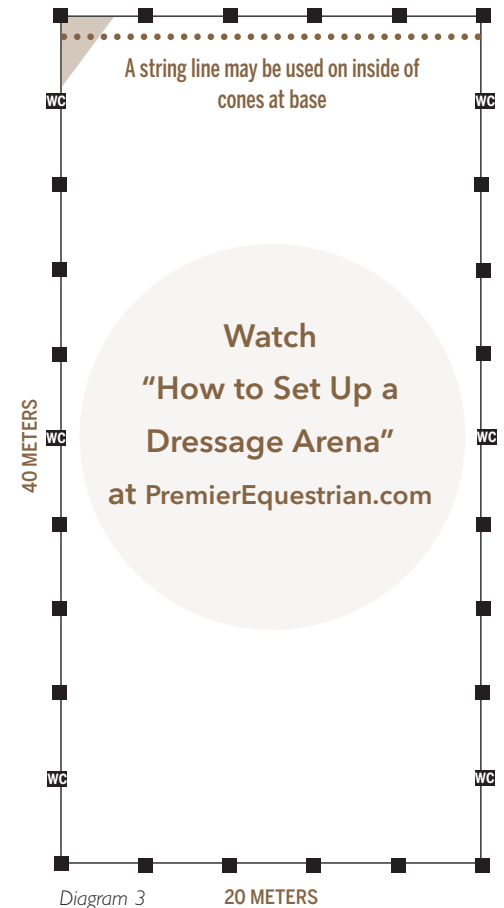 A string line may be used on inside of
cones at base
WC
WC
Watch
"How to Set Up a
Dressage Arena"
at PremierEquestrian.com
40 METERS
WC
WC
WC
WC
Diagram 3
20 METERS